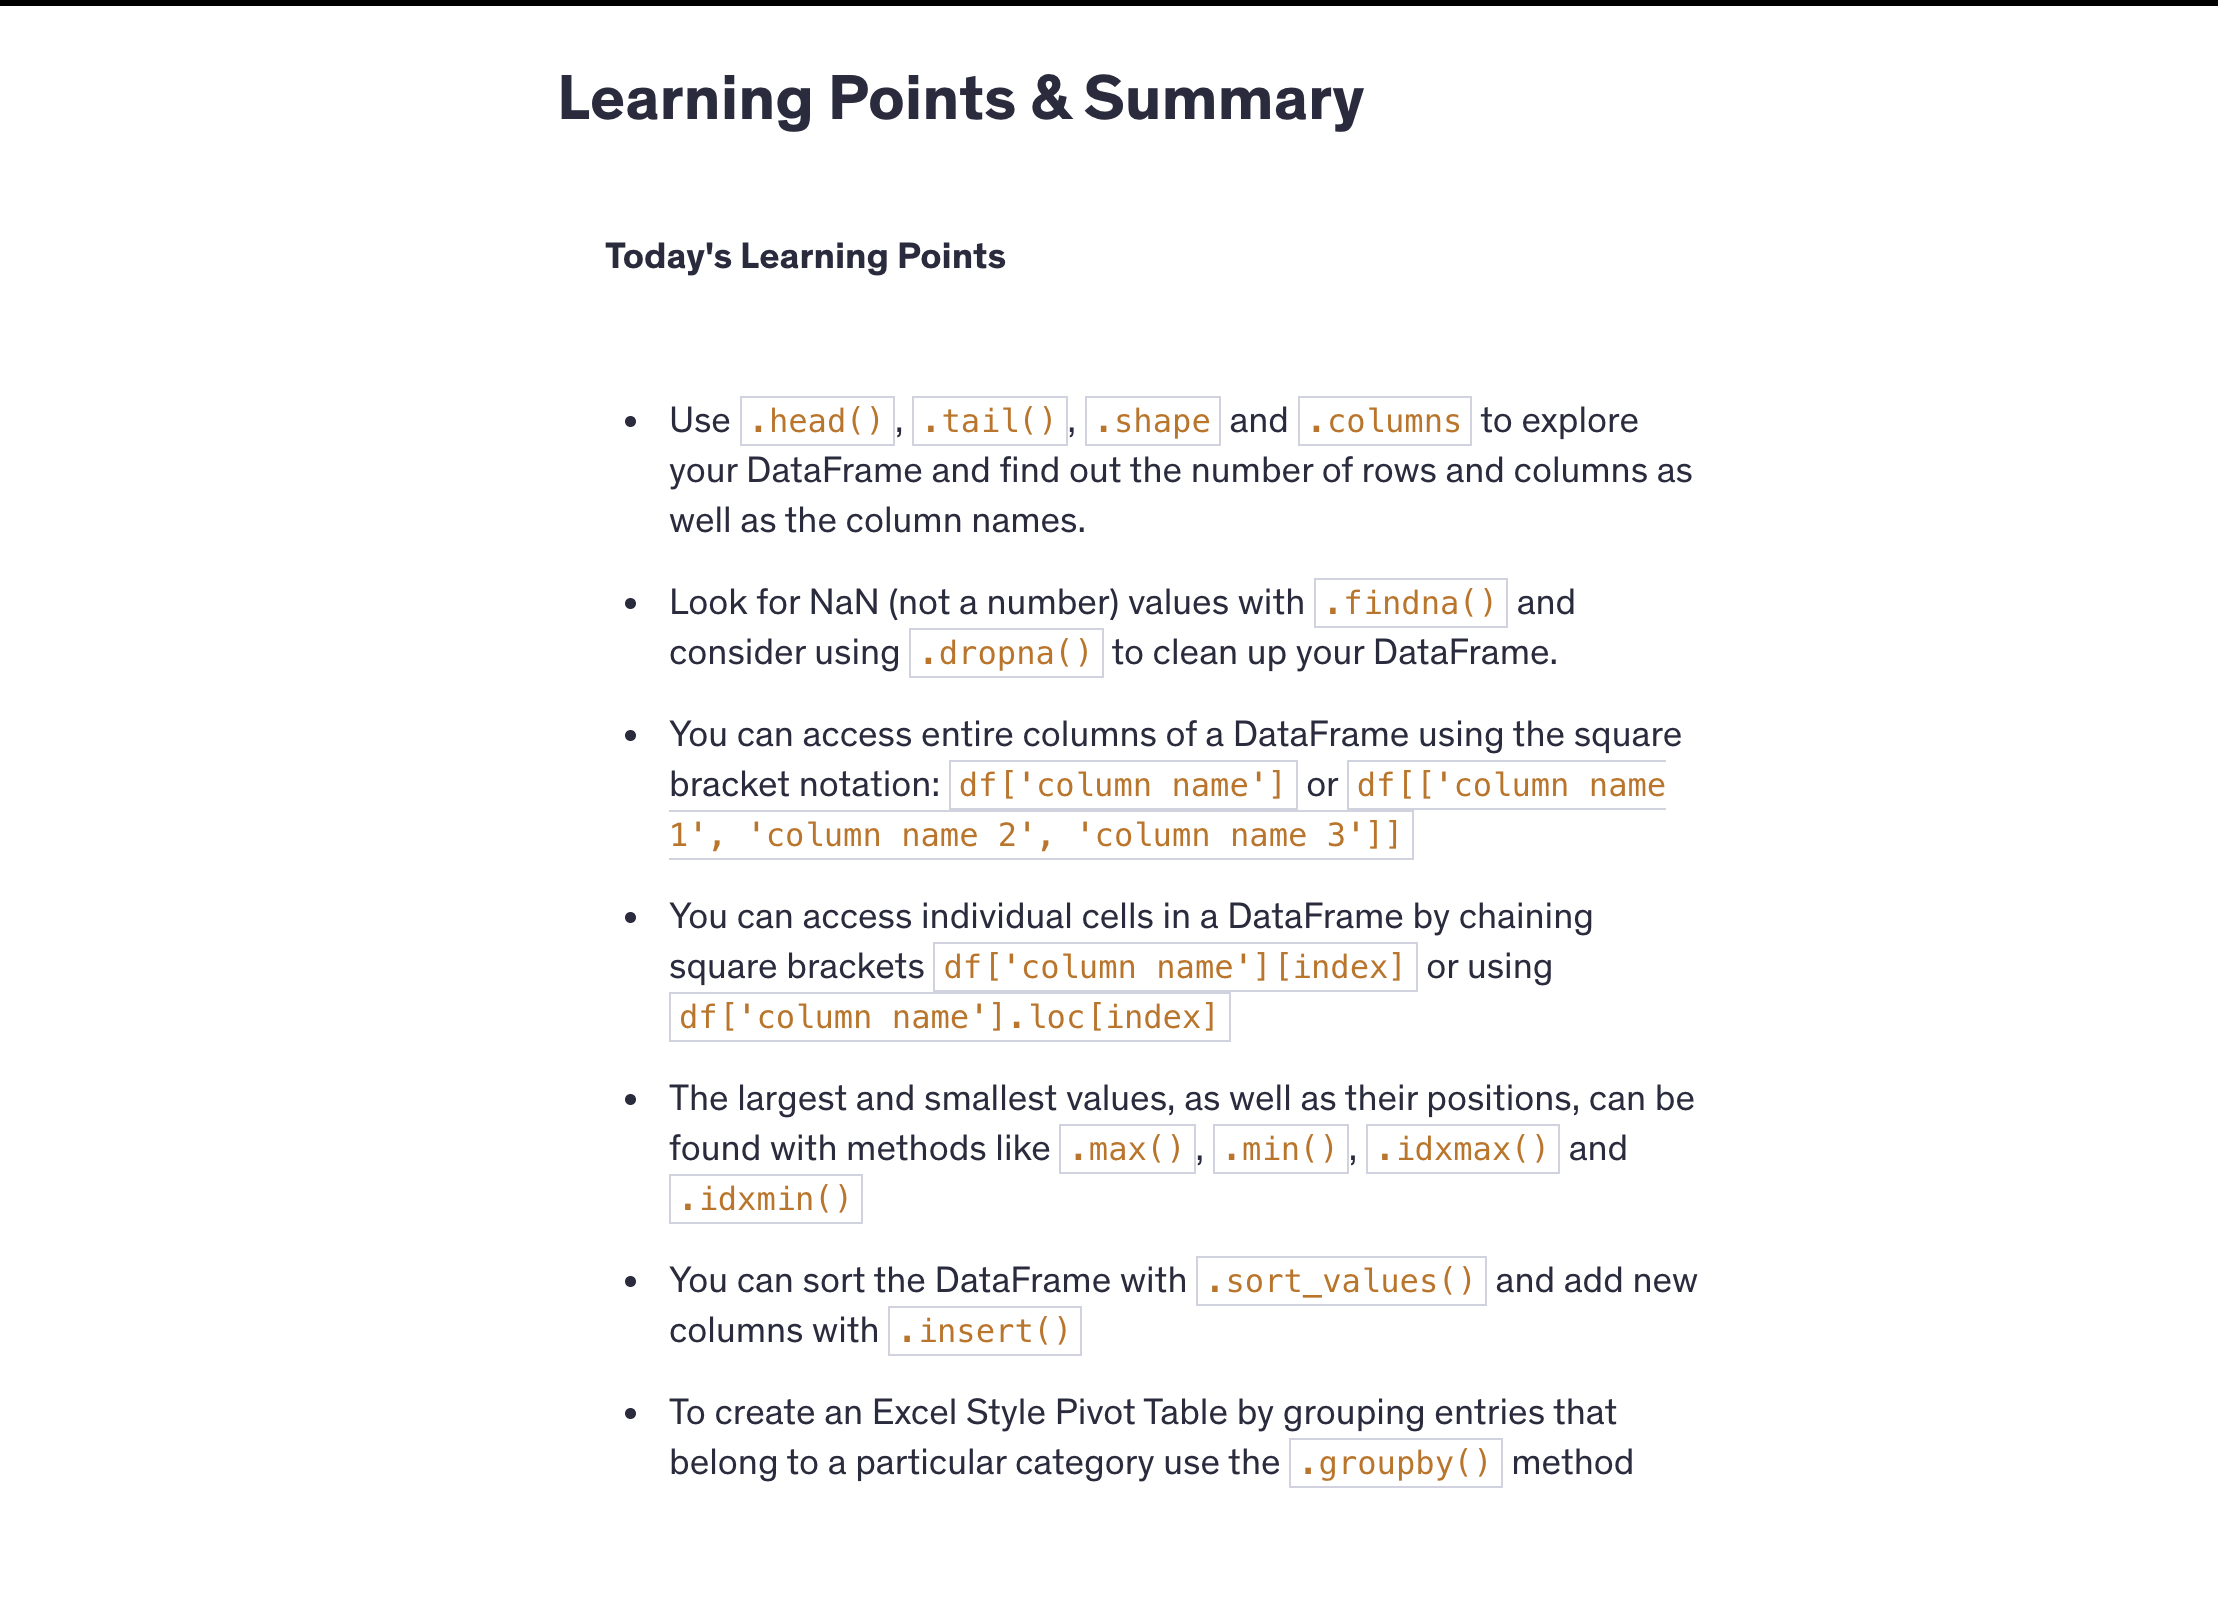 Learning Points & Summary
Today's Learning Points
Use .head(), .tail(), .shape and .columns to explore
your DataFrame and find out the number of rows and columns as
well as the column names.
Look for NaN (not a number) values with .findna() and
consider using .dropna() to clean up your DataFrame.
You can access entire columns of a DataFrame using the square
bracket notation: df['column name'] or df[['column name
1', 'column name 2', 'column name 3']]
You can access individual cells in a DataFrame by chaining
square brackets df['column name'][index] or using
df['column name'].loc[index]
The largest and smallest values, as well as their positions, can be
found with methods like .max(), .min(), .idxmax() and
.idxmin()
You can sort the DataFrame with .sort_values() and add new
columns with .insert()
To create an Excel Style Pivot Table by grouping entries that
belong to a particular category use the .groupby() method